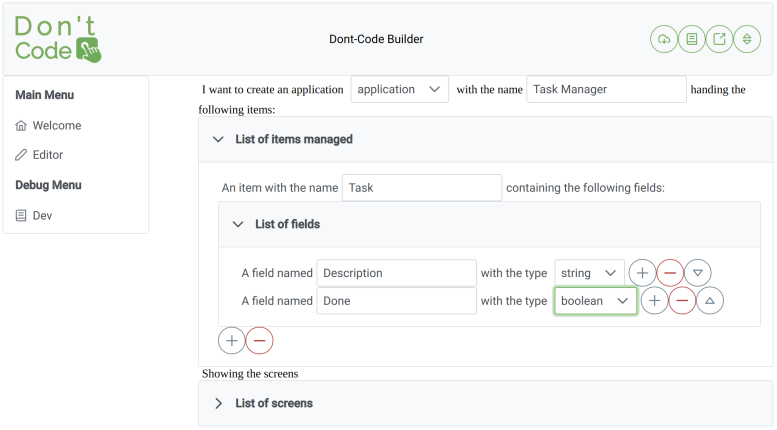 Don't
Code
Dont-Code Builder
Main Menu
Welcome
Editor
Debug Menu
Dev
I want to create an application application with the name Task Manager handing the
following items:
List of items managed
An item with the name Task containing the following fields:
List of fields
A field named Description with the type string
A field named Done with the type boolean
Showing the screens
List of screens